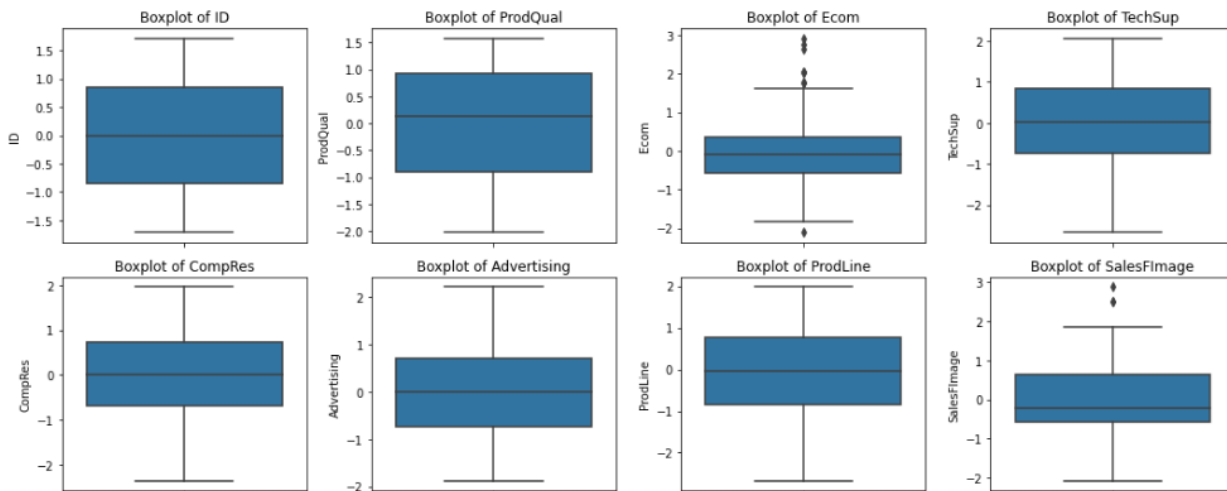 Boxplot of ID
1.5
1.0
0.5
0.0
−0.5
−1.0
−1.5
ID
Boxplot of ProdQual
1.5
1.0
0.5
0.0
−0.5
−1.0
−1.5
−2.0
ProdQual
Boxplot of Ecom
3
2
1
0
−1
−2
Ecom
Boxplot of TechSup
2
1
0
−1
−2
TechSup
Boxplot of CompRes
2
1
0
−1
−2
CompRes
Boxplot of Advertising
2
1
0
−1
−2
Advertising
Boxplot of ProdLine
2
1
0
−1
−2
ProdLine
Boxplot of SalesFImage
3
2
1
0
−1
−2
SalesFImage